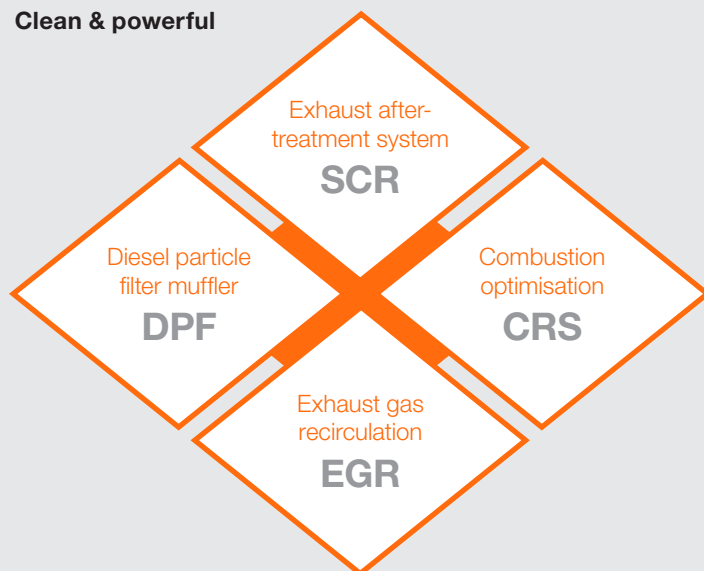 Clean & powerful
Exhaust after-
treatment system
SCR
Diesel particle
filter muffler
DPF
Combustion
optimisation
CRS
Exhaust gas
recirculation
EGR